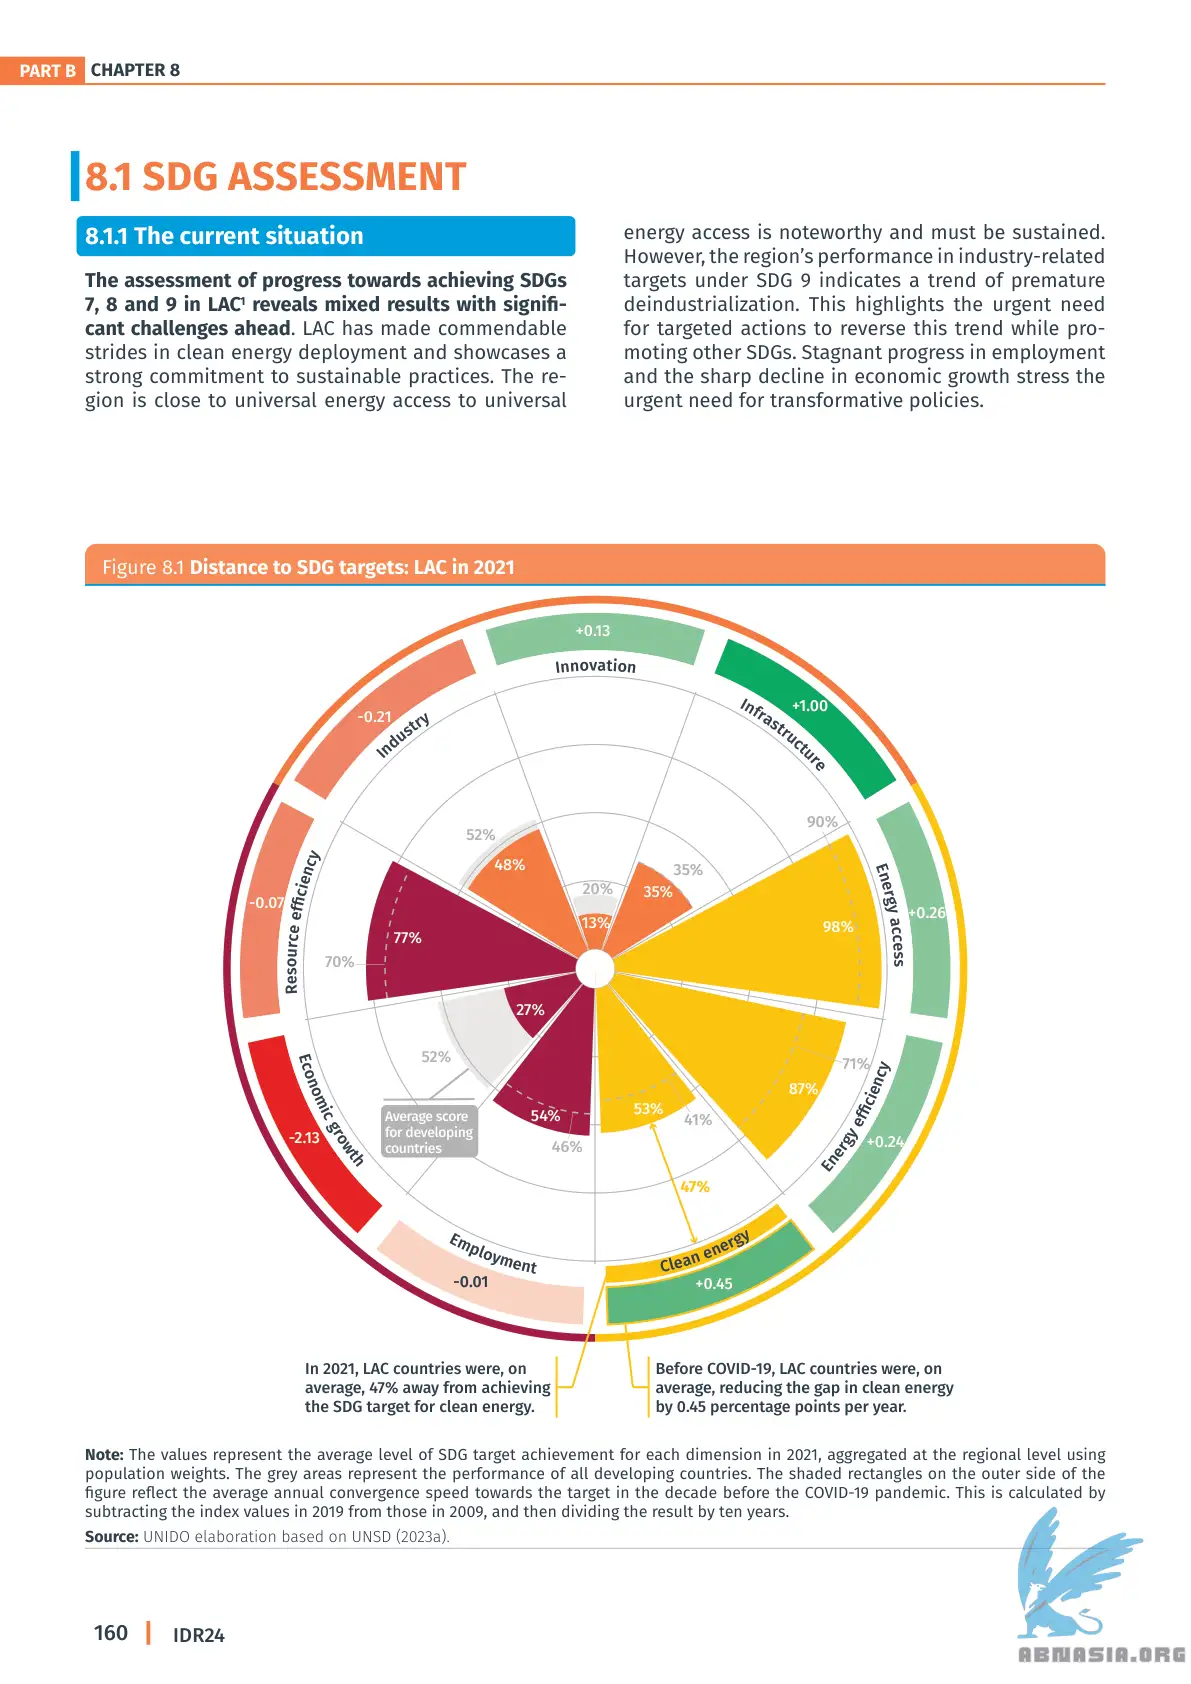 PART B CHAPTER 8
8.1 SDG ASSESSMENT
8.1.1 The current situation
The assessment of progress towards achieving SDGs
7, 8 and 9 in LAC¹ reveals mixed results with signifi-
cant challenges ahead. LAC has made commendable
strides in clean energy deployment and showcases a
strong commitment to sustainable practices. The re-
gion is close to universal energy access to universal
energy access is noteworthy and must be sustained.
However, the region's performance in industry-related
targets under SDG 9 indicates a trend of premature
deindustrialization. This highlights the urgent need
for targeted actions to reverse this trend while pro-
moting other SDGs. Stagnant progress in employment
and the sharp decline in economic growth stress the
urgent need for transformative policies.
Figure 8.1 Distance to SDG targets: LAC in 2021
+0.13
Innovation
+1.00
Infrastructure
-0.21
Industry
90%
52%
48%
35%
35%
20%
13%
Energy access
98%
+0.26
Resource efficiency
-0.07
77%
70%
27%
52%
Average score
for developing
countries
54%
46%
53%
41%
71%
87%
Energy efficiency
+0.24
Economic growth
-2.13
47%
Employment
-0.01
Clean energy
+0.45
In 2021, LAC countries were, on
average, 47% away from achieving
the SDG target for clean energy.
Before COVID-19, LAC countries were, on
average, reducing the gap in clean energy
by 0.45 percentage points per year.
Note: The values represent the average level of SDG target achievement for each dimension in 2021, aggregated at the regional level using
population weights. The grey areas represent the performance of all developing countries. The shaded rectangles on the outer side of the
figure reflect the average annual convergence speed towards the target in the decade before the COVID-19 pandemic. This is calculated by
subtracting the index values in 2019 from those in 2009, and then dividing the result by ten years.
Source: UNIDO elaboration based on UNSD (2023a).
160 IDR24
ABNASIA.ORG